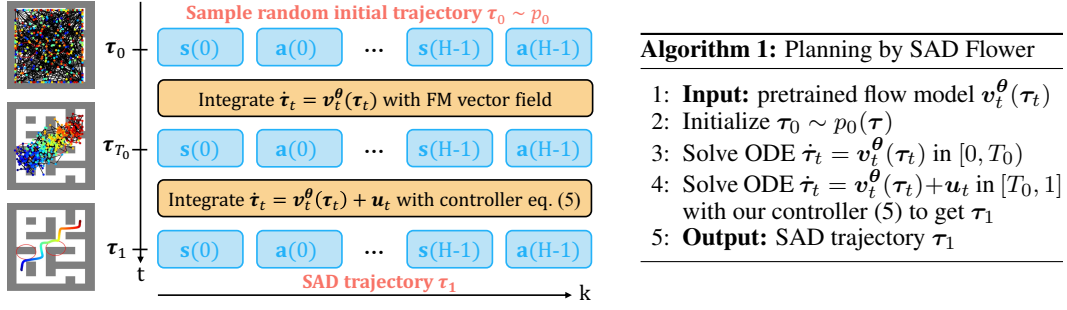 Sample random initial trajectory τ₀ ~ p₀
τ₀
s(0) a(0) ... s(H-1) a(H-1)
Integrate τ̇ₜ = vₜ^θ(τₜ) with FM vector field
τ_{T₀}
s(0) a(0) ... s(H-1) a(H-1)
Integrate τ̇ₜ = vₜ^θ(τₜ) + uₜ with controller eq. (5)
τ₁
s(0) a(0) ... s(H-1) a(H-1)
t
SAD trajectory τ₁
k
Algorithm 1: Planning by SAD Flower
1: Input: pretrained flow model vₜ^θ(τₜ)
2: Initialize τ₀ ∼ p₀(τ)
3: Solve ODE τ̇ₜ = vₜ^θ(τₜ) in [0, T₀)
4: Solve ODE τ̇ₜ = vₜ^θ(τₜ)+uₜ in [T₀, 1]
with our controller (5) to get τ₁
5: Output: SAD trajectory τ₁